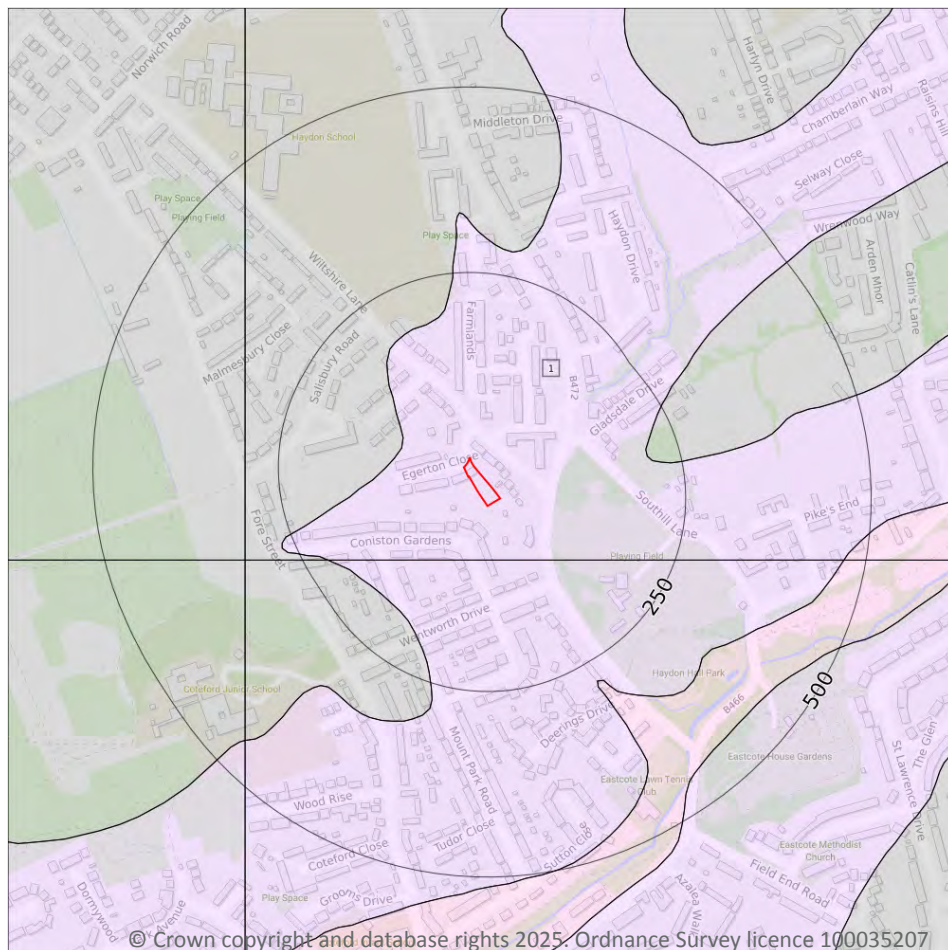 Norwich Road
Harlyn Drive
Raisins H
Chamberlain Way
Middleton Drive
Haydon School
Selway Close
Play Space
Playing Field
Wrenwood Way
Play Space
Haydon Drive
Arden Mhor
Catlin's Lane
Wiltshire Lane
Farmlands
Malmesbury Close
Salisbury Road
1
B472
Gladsdale Drive
Egerton Close
Southill Lane
Pike's End
Fore Street
Coniston Gardens
Playing Field
250
Wentworth Drive
Haydon Hall Park
500
Coteford Junior School
B466
Deerings Drive
Mount Park Road
Eastcote House Gardens
St Lawrence Drive
The Glen
Eastcote Lawn Tennis
Club
Wood Rise
Tudor Close
Sutton Close
Coteford Close
Eastcote Methodist
Church
Field End Road
Grooms Drive
Play Space
Azalea Wal
Dormywood
k Avenue
© Crown copyright and database rights 2025. Ordnance Survey licence 100035207